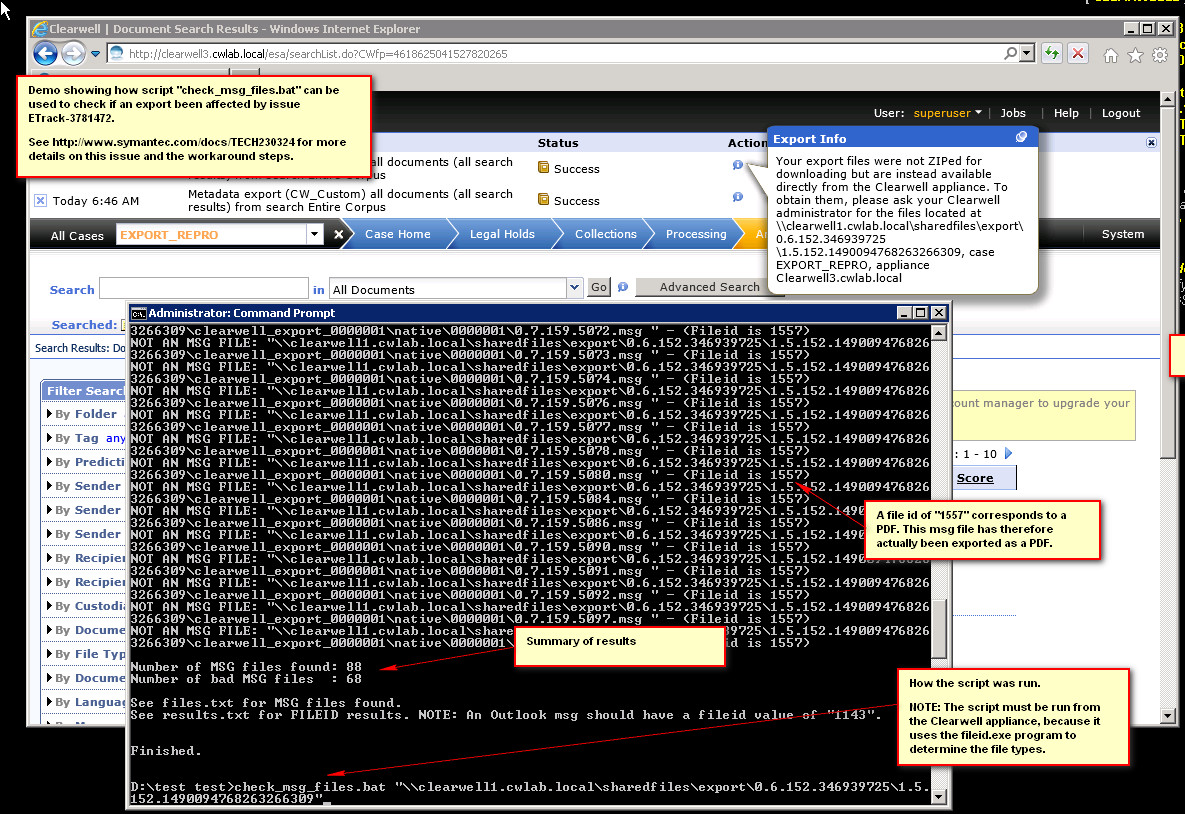 Clearwell | Document Search Results - Windows Internet Explorer
http://clearwell3.cwlab.local/esa/searchList.do?CWfp=4618625041527820265
Demo showing how script "check_msg_files.bat" can be
used to check if an export been affected by issue
ETrack-3781472.
See http://www.symantec.com/docs/TECH230324 for more
details on this issue and the workaround steps.
User: superuser Jobs | Help | Logout
Status
Action
all documents (all search
results) from search Entire Corpus
Success
Today 6:46 AM
Metadata export (CW_Custom) all documents (all search
results) from search Entire Corpus
Success
Export Info
Your export files were not ZIPed for
downloading but are instead available
directly from the Clearwell appliance. To
obtain them, please ask your Clearwell
administrator for the files located at
\\clearwell1.cwlab.local\sharedfiles\export\
0.6.152.346939725
\1.5.152.1490094768263266309, case
EXPORT_REPRO, appliance
Clearwell3.cwlab.local
All Cases
EXPORT_REPRO
Case Home
Legal Holds
Collections
Processing
System
Search
in
All Documents
Go
Advanced Search
Searched:
Search Results: Do
Filter Searc
By Folder
By Tag any
By Predicti
By Sender
By Sender
By Sender
By Recipien
By Recipien
By Custodia
By Docume
By File Typ
By Docume
By Languag
ount manager to upgrade your
: 1 - 10
Score
Administrator: Command Prompt
3266309\clearwell_export_0000001\native\0000001\0.7.159.5072.msg " - (Fileid is 1557)
NOT AN MSG FILE: "\\clearwell1.cwlab.local\sharedfiles\export\0.6.152.346939725\1.5.152.149009476826
3266309\clearwell_export_0000001\native\0000001\0.7.159.5073.msg " - (Fileid is 1557)
NOT AN MSG FILE: "\\clearwell1.cwlab.local\sharedfiles\export\0.6.152.346939725\1.5.152.149009476826
3266309\clearwell_export_0000001\native\0000001\0.7.159.5074.msg " - (Fileid is 1557)
NOT AN MSG FILE: "\\clearwell1.cwlab.local\sharedfiles\export\0.6.152.346939725\1.5.152.149009476826
3266309\clearwell_export_0000001\native\0000001\0.7.159.5076.msg " - (Fileid is 1557)
NOT AN MSG FILE: "\\clearwell1.cwlab.local\sharedfiles\export\0.6.152.346939725\1.5.152.149009476826
3266309\clearwell_export_0000001\native\0000001\0.7.159.5077.msg " - (Fileid is 1557)
NOT AN MSG FILE: "\\clearwell1.cwlab.local\sharedfiles\export\0.6.152.346939725\1.5.152.149009476826
3266309\clearwell_export_0000001\native\0000001\0.7.159.5078.msg " - (Fileid is 1557)
NOT AN MSG FILE: "\\clearwell1.cwlab.local\sharedfiles\export\0.6.152.346939725\1.5.152.149009476826
3266309\clearwell_export_0000001\native\0000001\0.7.159.5080.msg " - (Fileid is 1557)
NOT AN MSG FILE: "\\clearwell1.cwlab.local\sharedfiles\export\0.6.152.346939725\1.5.152.149009476826
3266309\clearwell_export_0000001\native\0000001\0.7.159.5084.msg " - (Fileid is 1557)
NOT AN MSG FILE: "\\clearwell1.cwlab.local\sharedfiles\export\0.6.152.346939725\1.5.152.
3266309\clearwell_export_0000001\native\0000001\0.7.159.5086.msg " - (Fileid is 1557)
NOT AN MSG FILE: "\\clearwell1.cwlab.local\sharedfiles\export\0.6.152.346939725\1.5.152.
3266309\clearwell_export_0000001\native\0000001\0.7.159.5090.msg " - (Fileid is 1557)
NOT AN MSG FILE: "\\clearwell1.cwlab.local\sharedfiles\export\0.6.152.346939725\1.5.152.
3266309\clearwell_export_0000001\native\0000001\0.7.159.5091.msg " - (Fileid is 1557)
NOT AN MSG FILE: "\\clearwell1.cwlab.local\sharedfiles\export\0.6.152.346939725\1.5.152.149009476826
3266309\clearwell_export_0000001\native\0000001\0.7.159.5092.msg " - (Fileid is 1557)
NOT AN MSG FILE: "\\clearwell1.cwlab.local\sharedfiles\export\0.6.152.346939725\1.5.152.149009476826
3266309\clearwell_export_0000001\native\0000001\0.7.159.5097.msg " - (Fileid is 1557)
NOT AN MSG FILE: "\\clearwell1.cwlab.local\share
3266309\clearwell_export_0000001\native\0000001\
Number of MSG files found: 88
Number of bad MSG files : 68
See files.txt for MSG files found.
See results.txt for FILEID results. NOTE: An Outlook msg should have a fileid value of "1143".
Finished.
D:\test test>check_msg_files.bat "\\clearwell1.cwlab.local\sharedfiles\export\0.6.152.346939725\1.5.
152.1490094768263266309"
A file id of "1557" corresponds to a
PDF. This msg file has therefore
actually been exported as a PDF.
Summary of results
How the script was run.
NOTE: The script must be run from
the Clearwell appliance, because it
uses the fileid.exe program to
determine the file types.